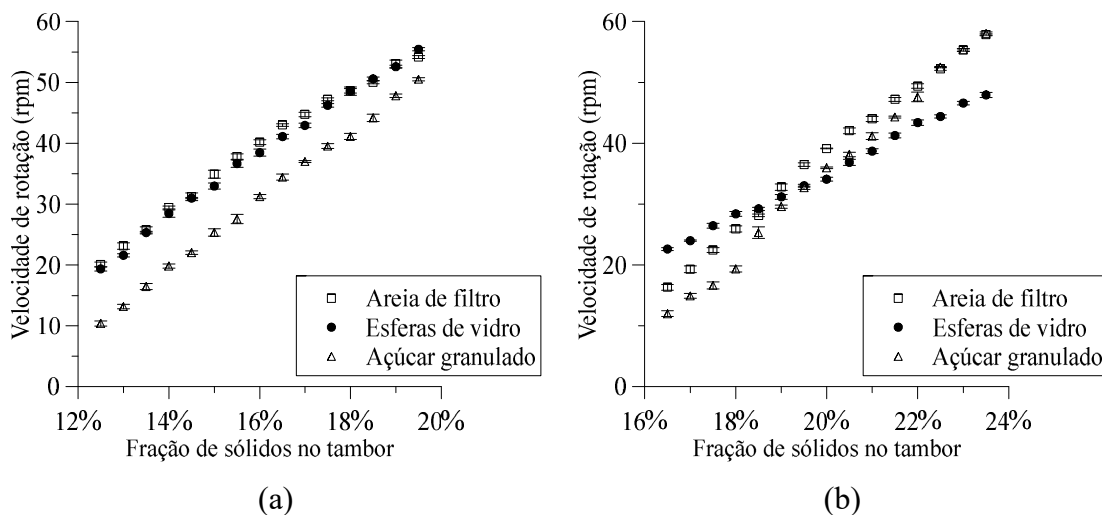 60
50
40
30
20
10
0
Velocidade de rotação (rpm)
Areia de filtro
Esferas de vidro
Açúcar granulado
12% 14% 16% 18% 20%
Fração de sólidos no tambor
(a)
60
40
20
0
Velocidade de rotação (rpm)
Areia de filtro
Esferas de vidro
Açúcar granulado
16% 18% 20% 22% 24%
Fração de sólidos no tambor
(b)